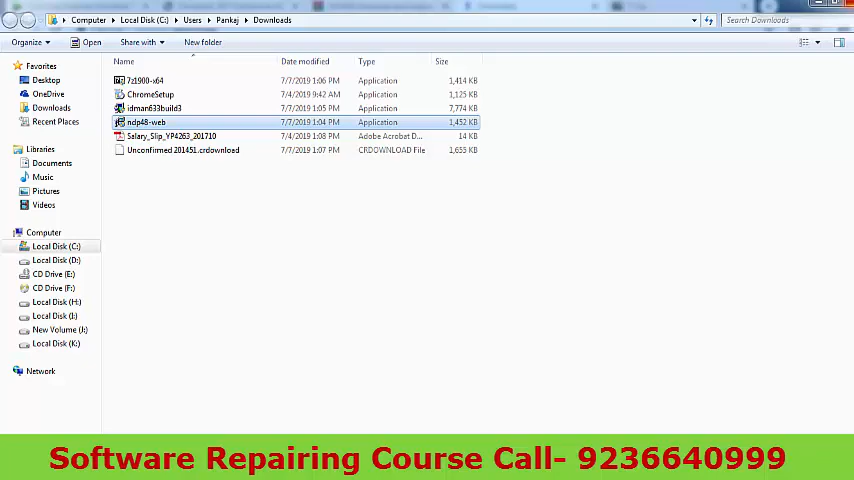 Computer ▸ Local Disk (C:) ▸ Users ▸ Pankaj ▸ Downloads
Search Downloads
Organize Open Share with New folder
Name Date modified Type Size
7z1900-x64 7/7/2019 1:06 PM Application 1,414 KB
ChromeSetup 7/4/2019 9:42 AM Application 1,125 KB
idman633build3 7/7/2019 1:05 PM Application 7,774 KB
ndp48-web 7/7/2019 1:04 PM Application 1,452 KB
Salary_Slip_YP4263_201710 7/4/2019 1:08 PM Adobe Acrobat D... 14 KB
Unconfirmed 201451.crdownload 7/7/2019 1:07 PM CRDOWNLOAD File 1,655 KB
Favorites
Desktop
OneDrive
Downloads
Recent Places
Libraries
Documents
Music
Pictures
Videos
Computer
Local Disk (C:)
Local Disk (D:)
CD Drive (E:)
CD Drive (F:)
Local Disk (H:)
Local Disk (I:)
New Volume (J:)
Local Disk (K:)
Network
Software Repairing Course Call- 9236640999